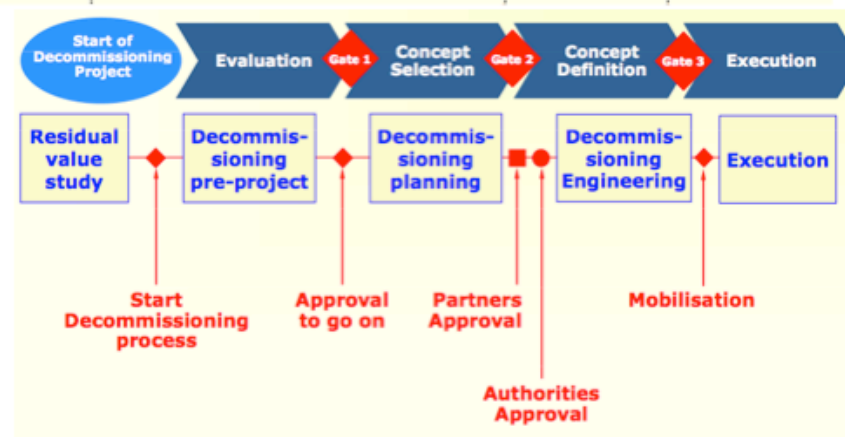 Start of
Decommissioning
Project
Evaluation
Gate 1
Concept
Selection
Gate 2
Concept
Definition
Gate 3
Execution
Residual
value
study
Decommis-
sioning
pre-project
Decommis-
sioning
planning
Decommis-
sioning
Engineering
Execution
Start
Decommissioning
process
Approval
to go on
Partners
Approval
Mobilisation
Authorities
Approval